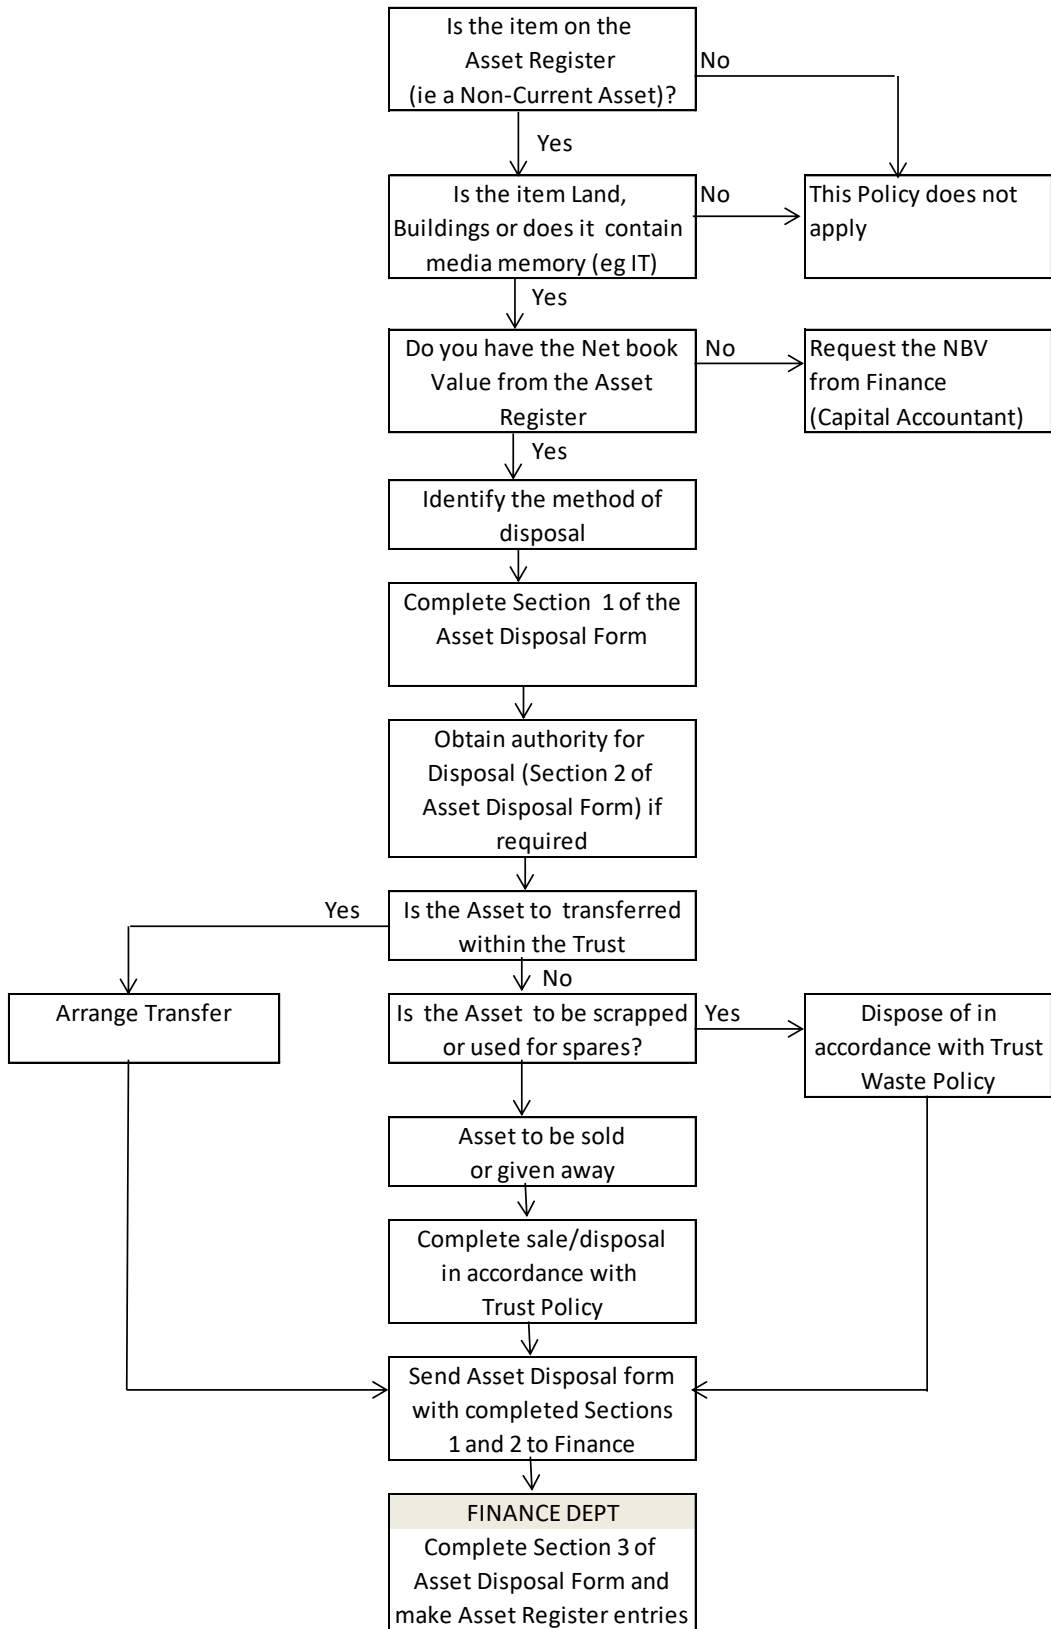 Is the item on the
Asset Register
(ie a Non-Current Asset)?
No
Yes
Is the item Land,
Buildings or does it contain
media memory (eg IT)
No
This Policy does not
apply
Yes
Do you have the Net book
Value from the Asset
Register
No
Request the NBV
from Finance
(Capital Accountant)
Yes
Identify the method of
disposal
Complete Section 1 of the
Asset Disposal Form
Obtain authority for
Disposal (Section 2 of
Asset Disposal Form) if
required
Yes
Is the Asset to transferred
within the Trust
No
Arrange Transfer
Is the Asset to be scrapped
or used for spares?
Yes
Dispose of in
accordance with Trust
Waste Policy
Asset to be sold
or given away
Complete sale/disposal
in accordance with
Trust Policy
Send Asset Disposal form
with completed Sections
1 and 2 to Finance
FINANCE DEPT
Complete Section 3 of
Asset Disposal Form and
make Asset Register entries